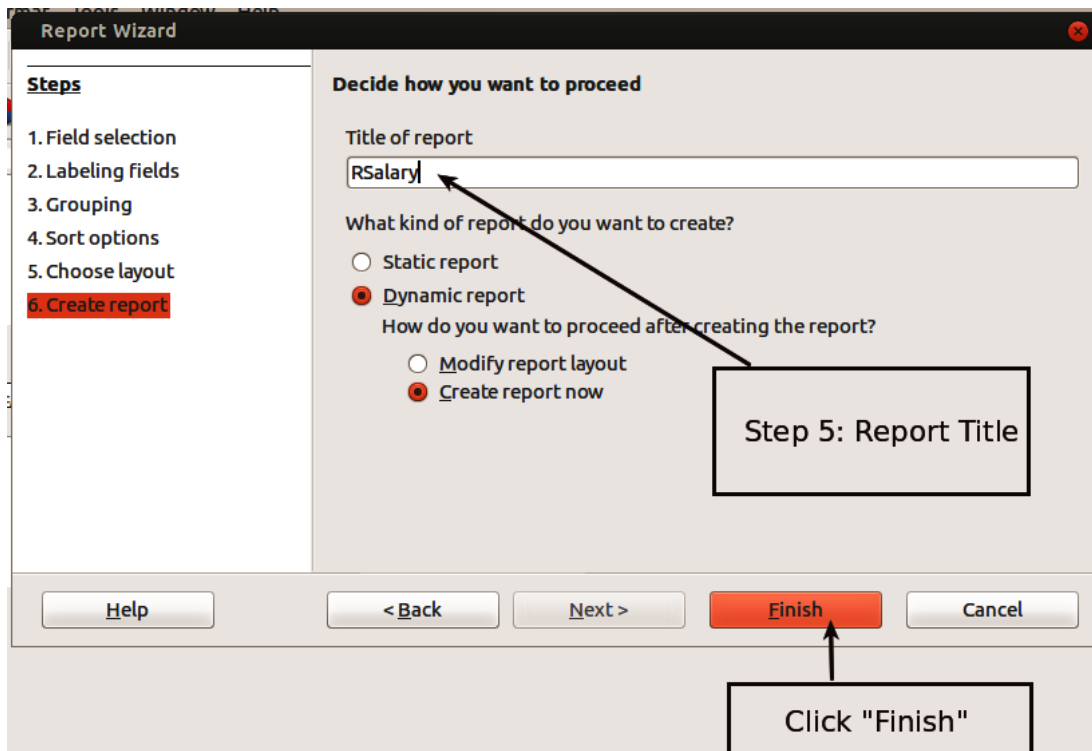 Report Wizard
Steps
1. Field selection
2. Labeling fields
3. Grouping
4. Sort options
5. Choose layout
6. Create report
Decide how you want to proceed
Title of report
RSalary
What kind of report do you want to create?
Static report
Dynamic report
How do you want to proceed after creating the report?
Modify report layout
Create report now
Step 5: Report Title
Help
< Back
Next >
Finish
Cancel
Click "Finish"